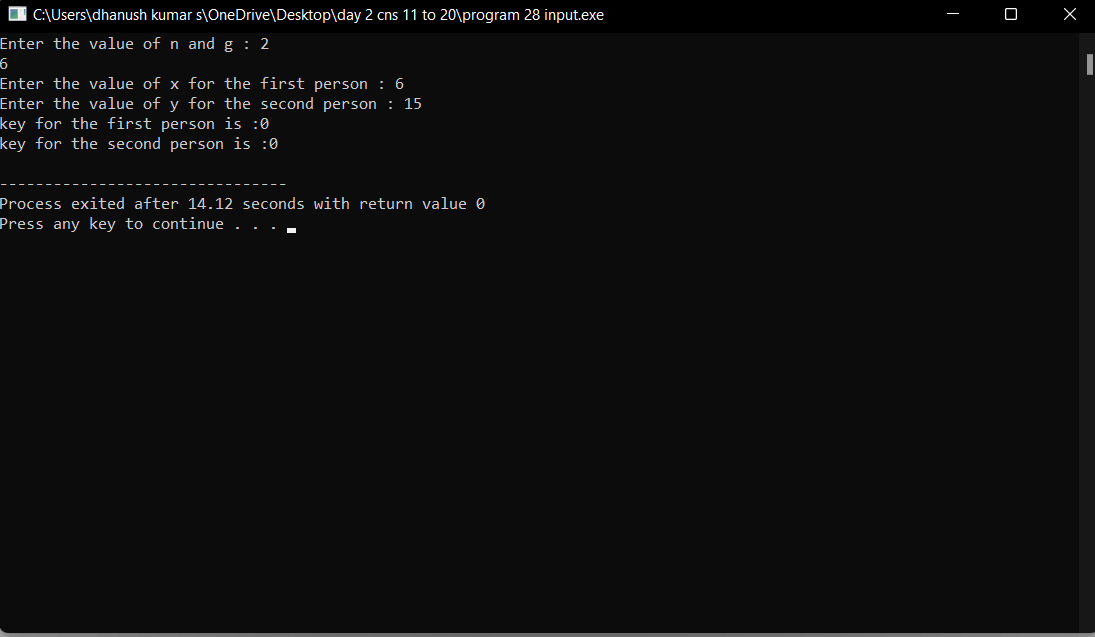 C:\Users\dhanush kumar s\OneDrive\Desktop\day 2 cns 11 to 20\program 28 input.exe
Enter the value of n and g : 2
6
Enter the value of x for the first person : 6
Enter the value of y for the second person : 15
key for the first person is :0
key for the second person is :0
--------------------------------
Process exited after 14.12 seconds with return value 0
Press any key to continue . . .